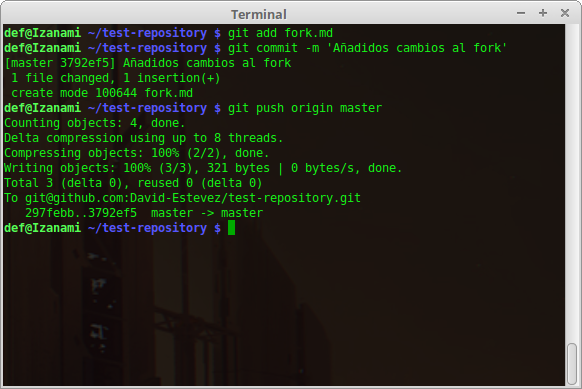 Terminal
def@Izanami ~/test-repository $ git add fork.md
def@Izanami ~/test-repository $ git commit -m 'Añadidos cambios al fork'
[master 3792ef5] Añadidos cambios al fork
 1 file changed, 1 insertion(+)
 create mode 100644 fork.md
def@Izanami ~/test-repository $ git push origin master
Counting objects: 4, done.
Delta compression using up to 8 threads.
Compressing objects: 100% (2/2), done.
Writing objects: 100% (3/3), 321 bytes | 0 bytes/s, done.
Total 3 (delta 0), reused 0 (delta 0)
To git@github.com:David-Estevez/test-repository.git
   297febb..3792ef5  master -> master
def@Izanami ~/test-repository $